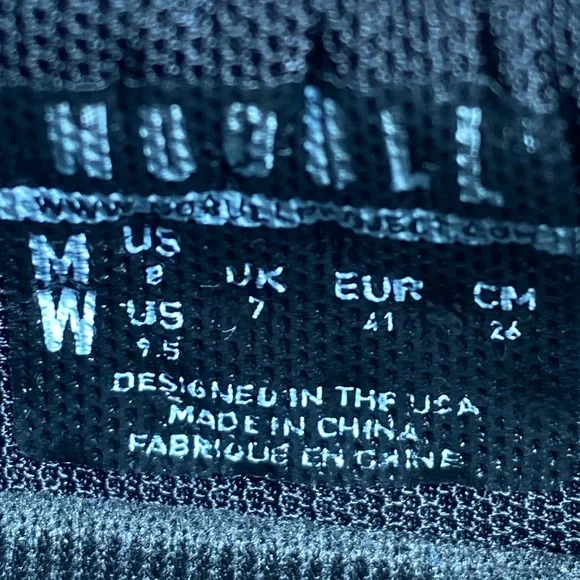 NOBULL
M US 8 UK 7 EUR 41 CM 26
W US 9.5
DESIGNED IN THE USA
MADE IN CHINA
FABRIQUE EN CHINE